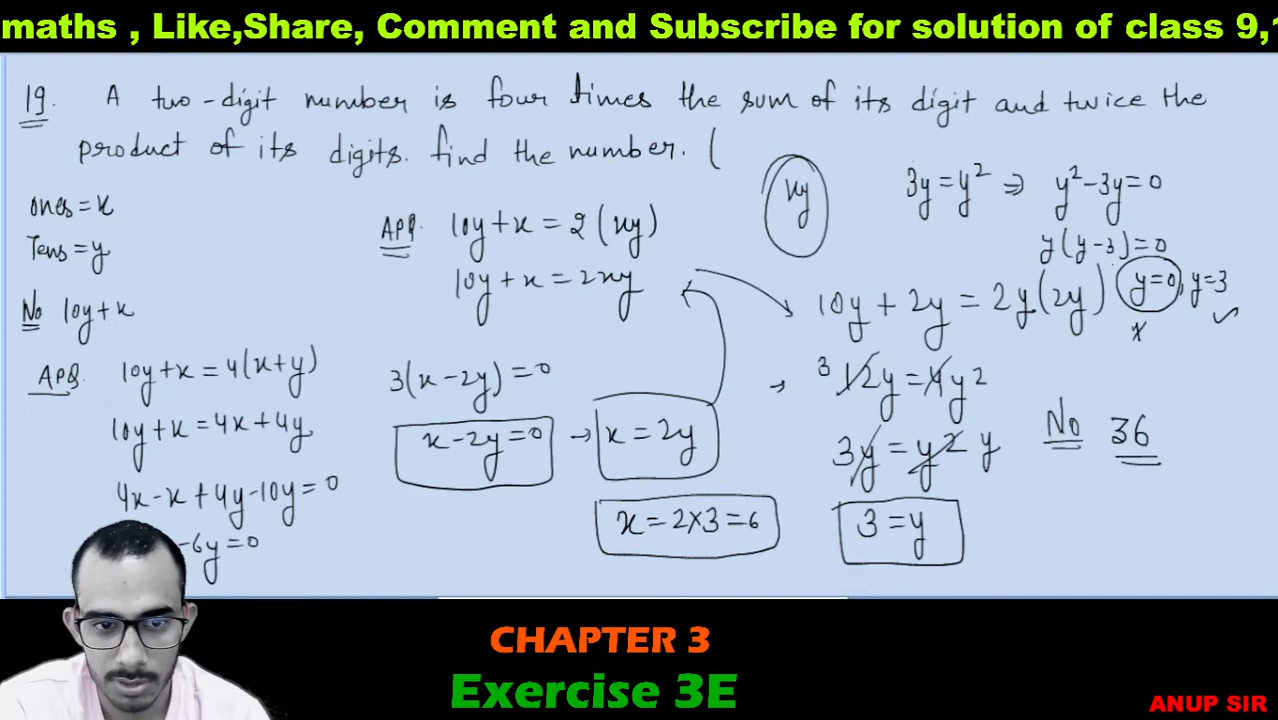 maths , Like,Share, Comment and Subscribe for solution of class 9,1
19. A two-digit number is four times the sum of its digit and twice the
product of its digits. find the number. (
ones = x
Tens = y
No 10y+x
APQ. 10y+x = 4(x+y)
10y+x = 4x+4y
4x-x+4y-10y=0
-6y=0
APQ. 10y+x = 2(xy)
10y+x = 2xy
3(x-2y)=0
x-2y=0 → x=2y
x=2×3=6
xy
3y=y² ⇒ y²-3y=0
y(y-3)=0
y=0, y=3 ✓
×
10y+2y = 2y(2y)
→ 3 12y=4y²
3y = y² y
3=y
No 36
CHAPTER 3
Exercise 3E
ANUP SIR